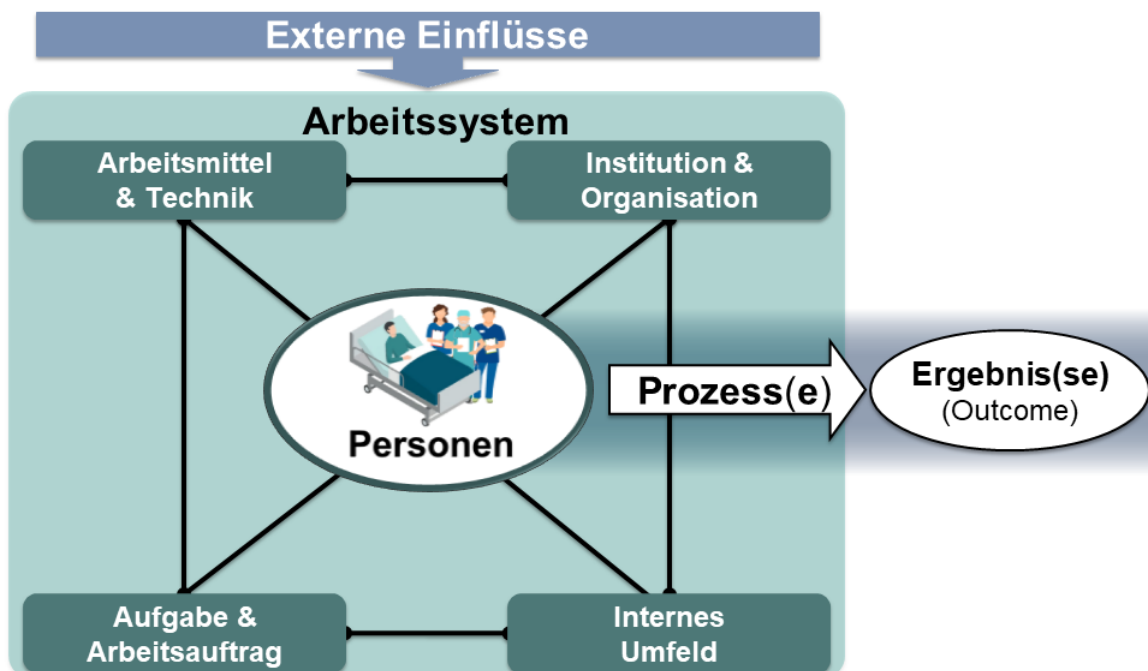 Externe Einflüsse
Arbeitssystem
Arbeitsmittel
& Technik
Institution &
Organisation
Personen
Prozess(e)
Ergebnis(se)
(Outcome)
Aufgabe &
Arbeitsauftrag
Internes
Umfeld